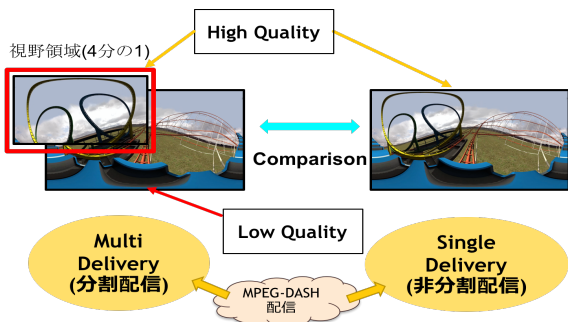 High Quality
視野領域(4分の1)
Comparison
Low Quality
Multi
Delivery
(分割配信)
Single
Delivery
(非分割配信)
MPEG-DASH
配信